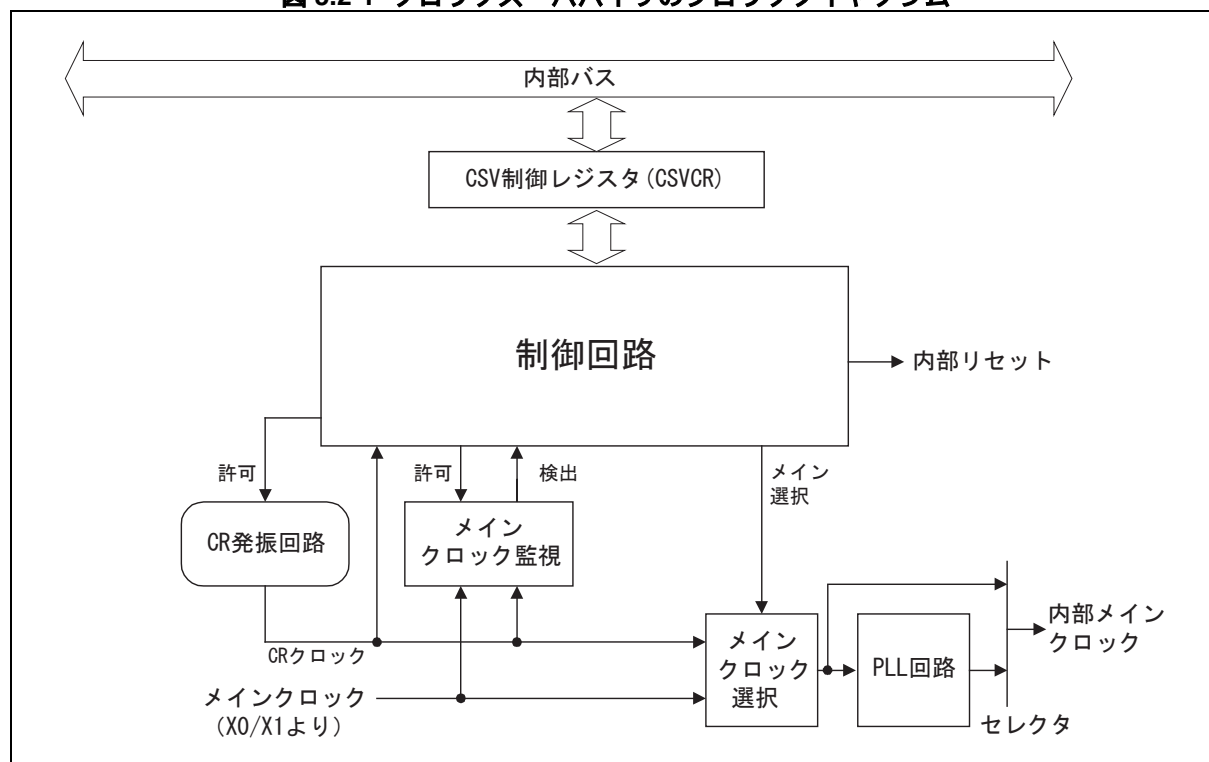 内部バス
CSV制御レジスタ(CSVCR)
制御回路
内部リセット
許可
許可
検出
メイン
選択
CR発振回路
メイン
クロック監視
CRクロック
メインクロック
(X0/X1より)
メイン
クロック
選択
PLL回路
内部メイン
クロック
セレクタ